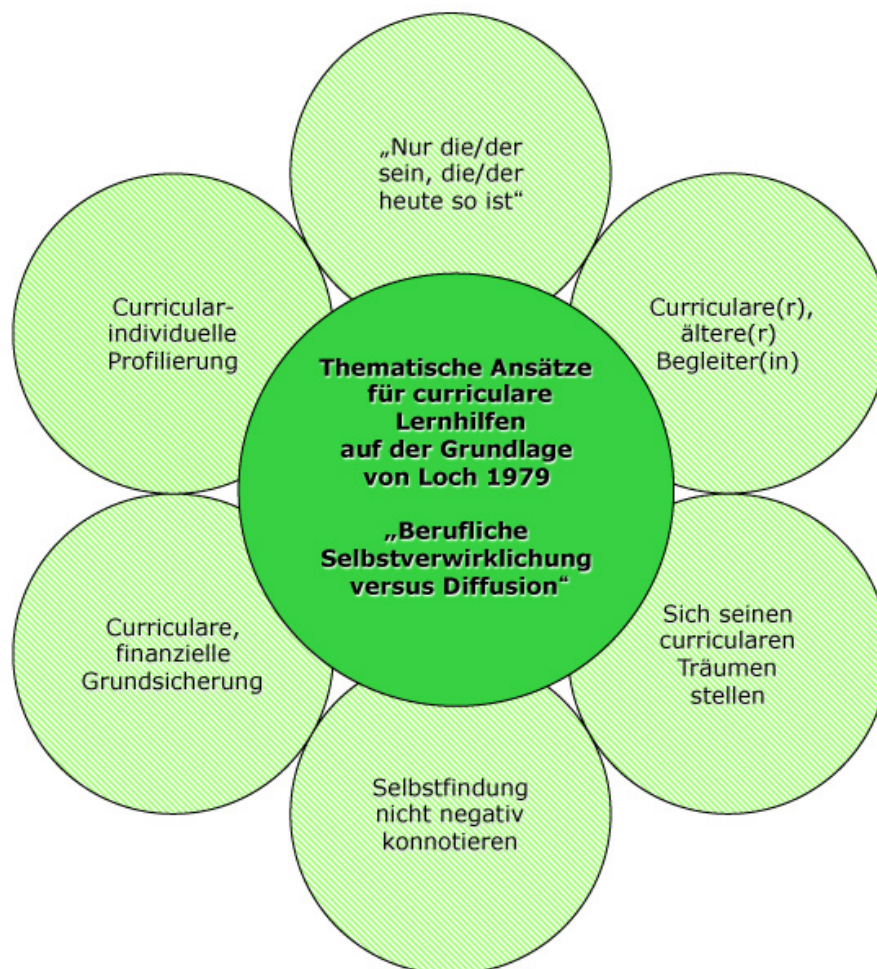 „Nur die/der
sein, die/der
heute so ist“
Curricular-
individuelle
Profilierung
Curriculare(r),
ältere(r)
Begleiter(in)
Thematische Ansätze
für curriculare
Lernhilfen
auf der Grundlage
von Loch 1979
„Berufliche
Selbstverwirklichung
versus Diffusion“
Curriculare,
finanzielle
Grundsicherung
Sich seinen
curricularen
Träumen
stellen
Selbstfindung
nicht negativ
konnotieren